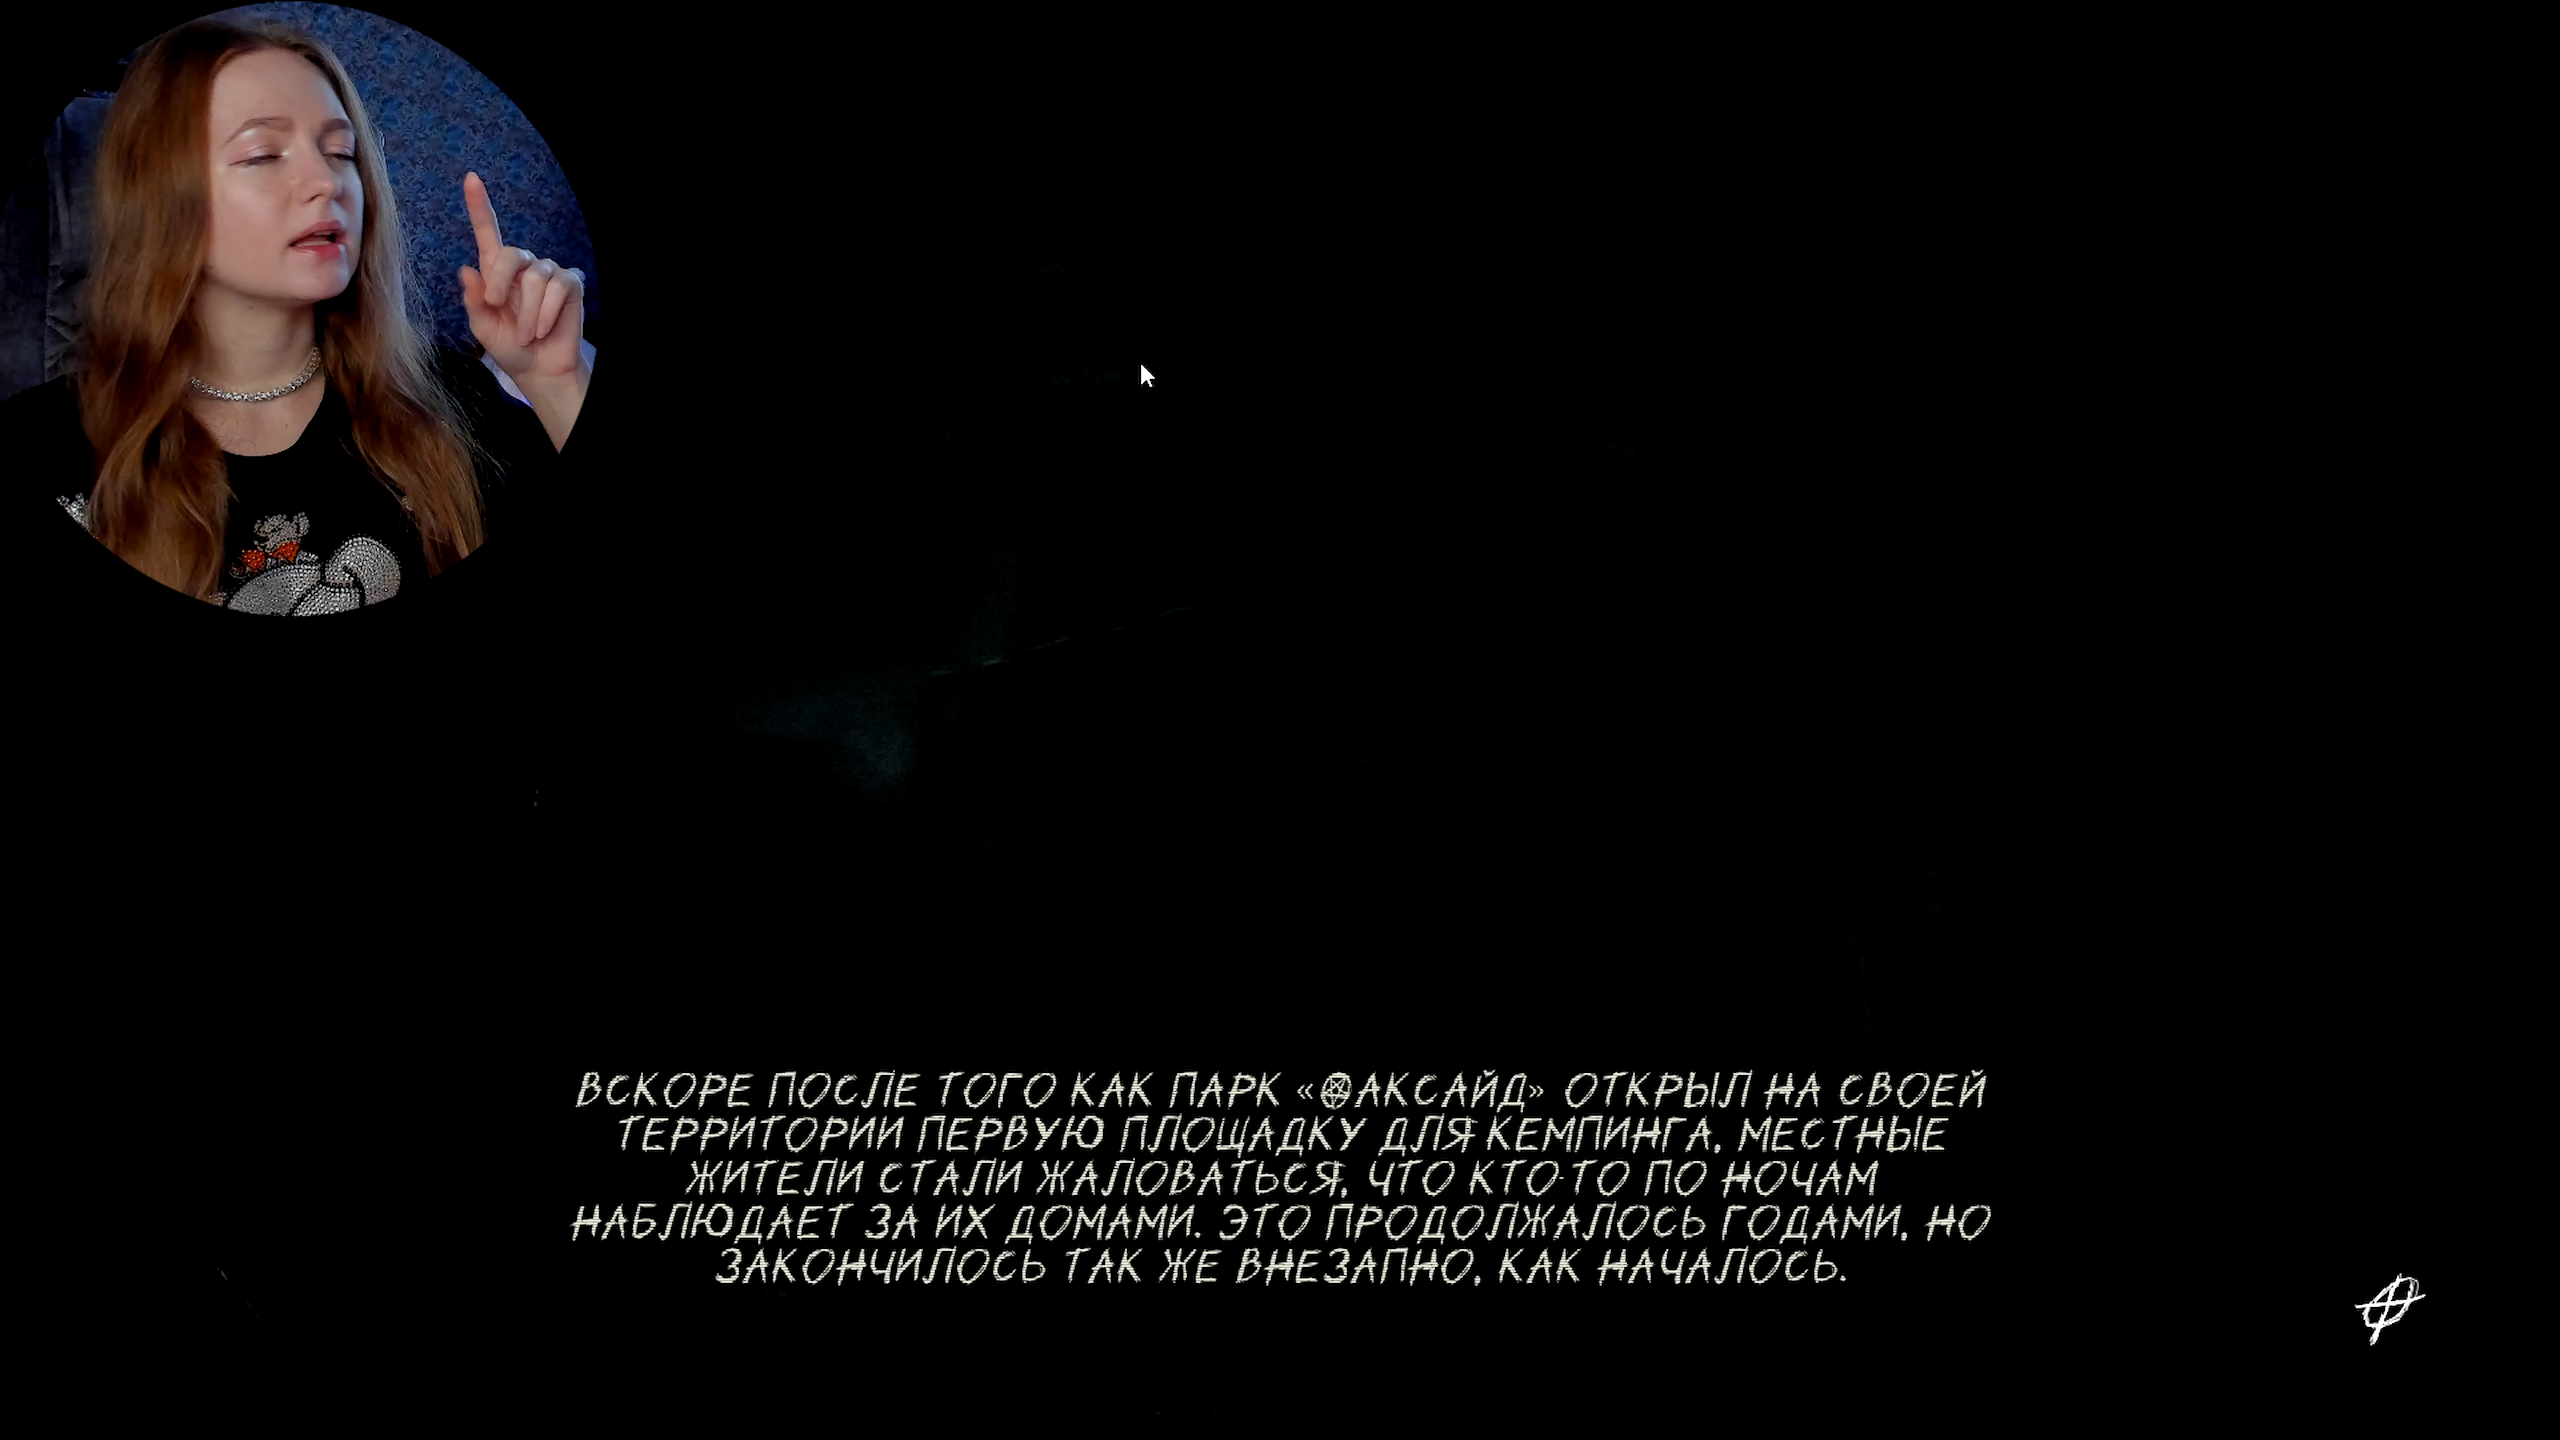 ВСКОРЕ ПОСЛЕ ТОГО КАК ПАРК «ФАКСАЙД» ОТКРЫЛ НА СВОЕЙ
ТЕРРИТОРИИ ПЕРВУЮ ПЛОЩАДКУ ДЛЯ КЕМПИНГА, МЕСТНЫЕ
ЖИТЕЛИ СТАЛИ ЖАЛОВАТЬСЯ, ЧТО КТО-ТО ПО НОЧАМ
НАБЛЮДАЕТ ЗА ИХ ДОМАМИ. ЭТО ПРОДОЛЖАЛОСЬ ГОДАМИ, НО
ЗАКОНЧИЛОСЬ ТАК ЖЕ ВНЕЗАПНО, КАК НАЧАЛОСЬ.